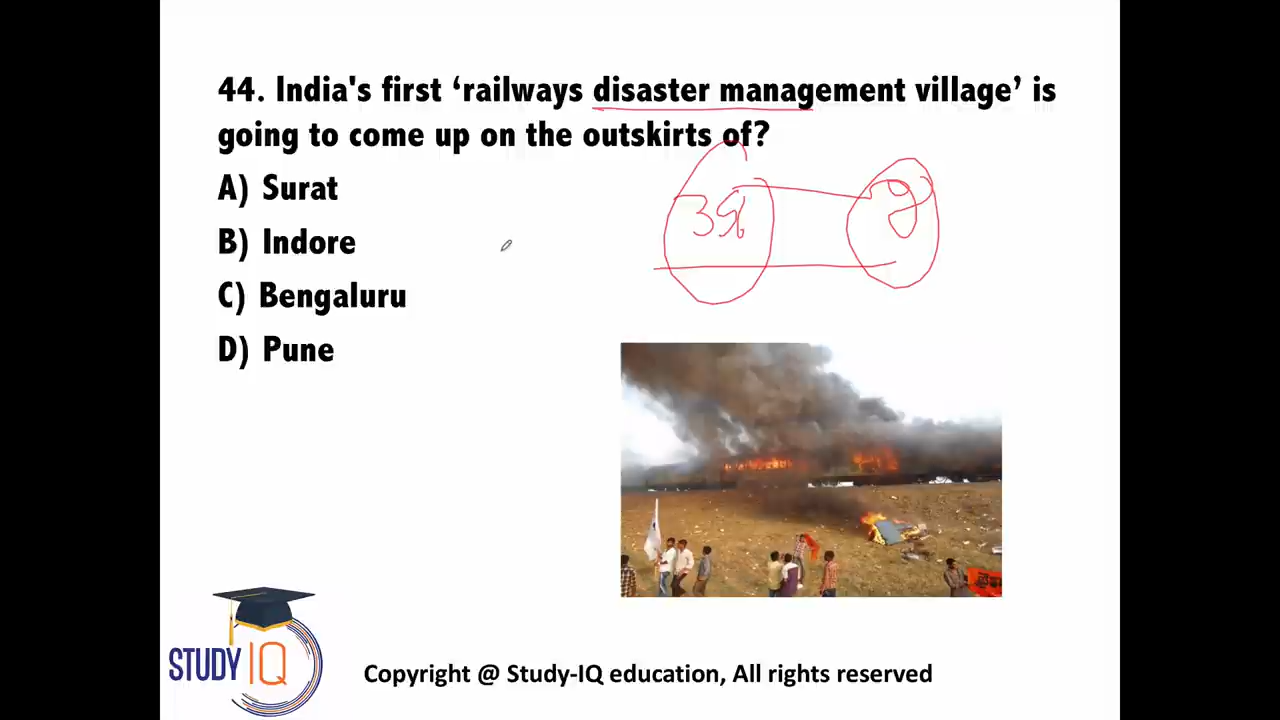 44. India's first ‘railways disaster management village’ is
going to come up on the outskirts of?
A) Surat
B) Indore
C) Bengaluru
D) Pune
STUDY IQ
Copyright @ Study-IQ education, All rights reserved